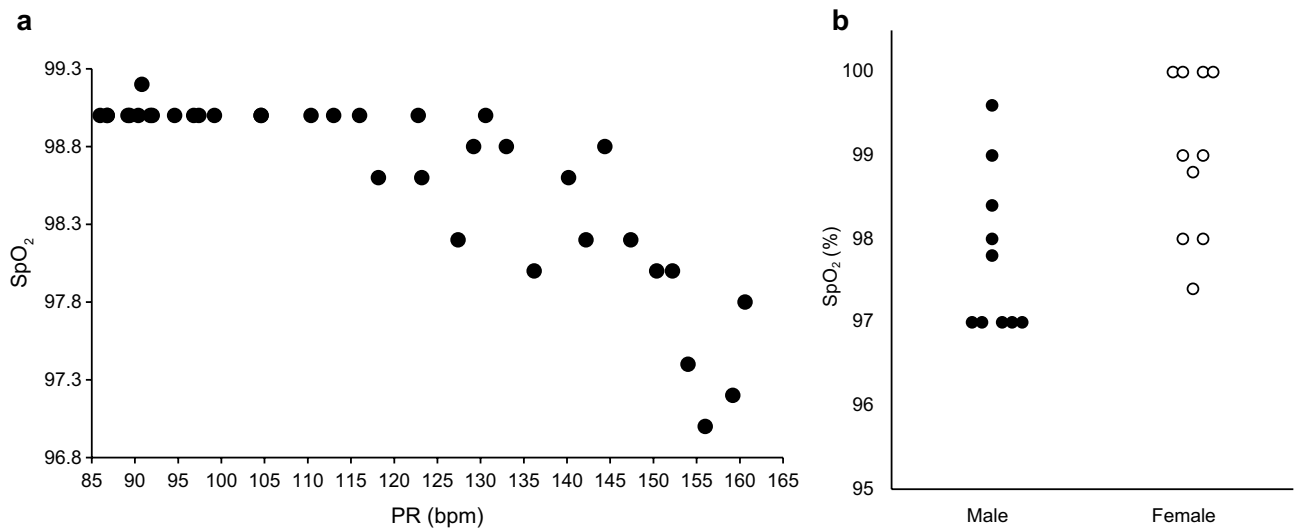 a
99.3
98.8
98.3
97.8
97.3
96.8
SpO₂
85 90 95 100 105 110 115 120 125 130 135 140 145 150 155 160 165
PR (bpm)
b
100
99
98
97
96
95
SpO₂ (%)
Male Female